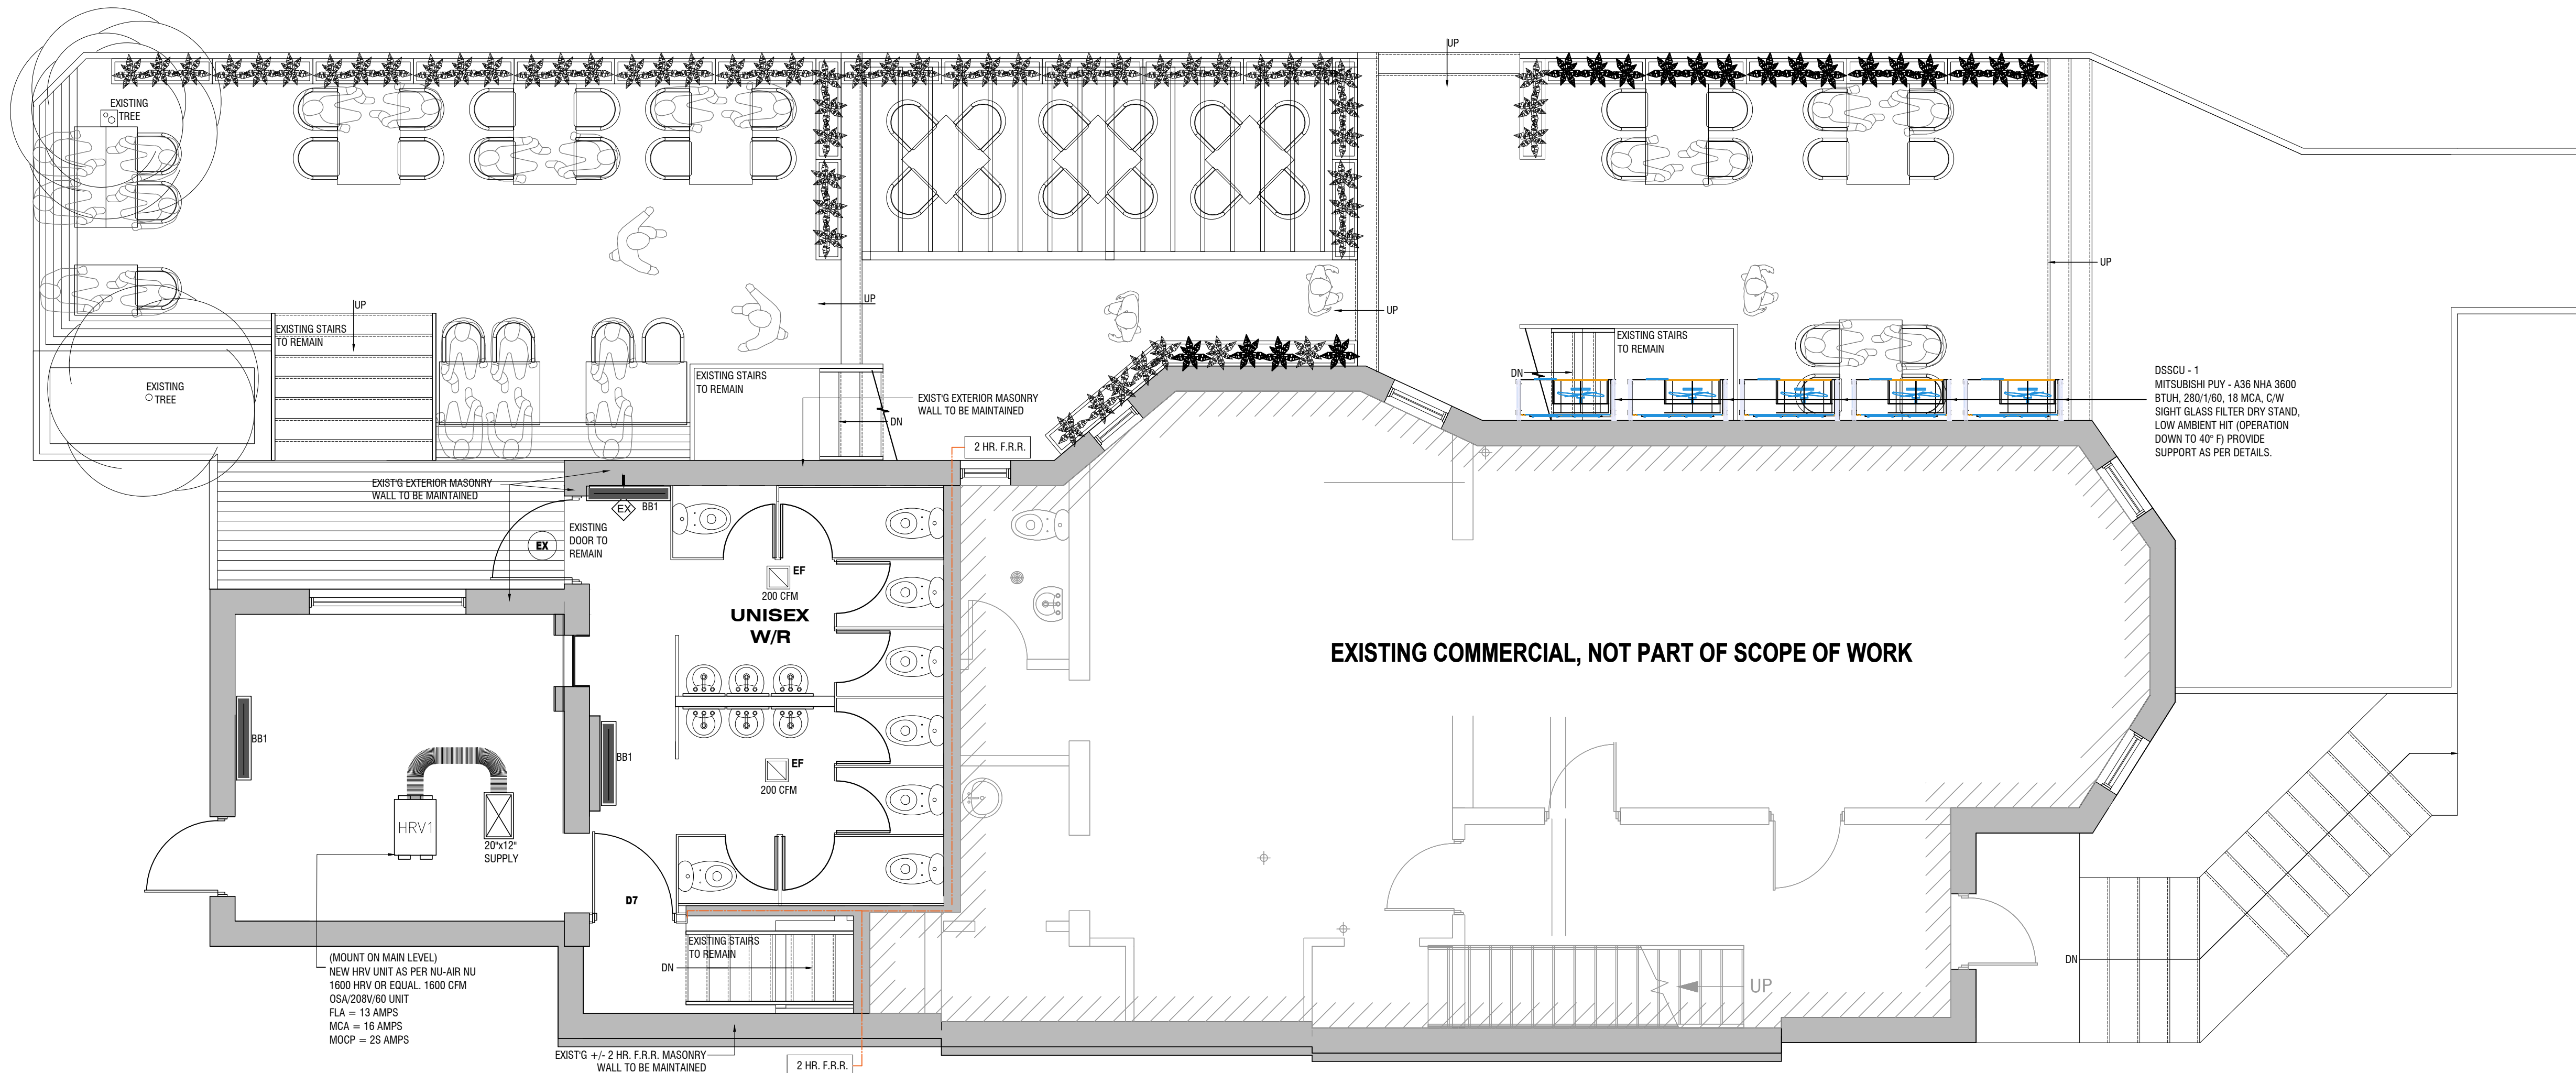 UP
EXISTING
TREE
UP
EXISTING STAIRS
TO REMAIN
EXISTING
TREE
UP
UP
UP
EXISTING STAIRS
TO REMAIN
DN
EXISTING STAIRS
TO REMAIN
DN
EXIST'G EXTERIOR MASONRY
WALL TO BE MAINTAINED
2 HR. F.R.R.
DSSCU - 1
MITSUBISHI PUY - A36 NHA 3600
BTUH, 280/1/60, 18 MCA, C/W
SIGHT GLASS FILTER DRY STAND,
LOW AMBIENT HIT (OPERATION
DOWN TO 40° F) PROVIDE
SUPPORT AS PER DETAILS.
EXIST'G EXTERIOR MASONRY
WALL TO BE MAINTAINED
EX
BB1
EX
EXISTING
DOOR TO
REMAIN
EF
200 CFM
UNISEX
W/R
EXISTING COMMERCIAL, NOT PART OF SCOPE OF WORK
BB1
BB1
EF
200 CFM
HRV1
20"x12"
SUPPLY
D7
EXISTING STAIRS
TO REMAIN
DN
UP
DN
(MOUNT ON MAIN LEVEL)
NEW HRV UNIT AS PER NU-AIR NU
1600 HRV OR EQUAL. 1600 CFM
OSA/208V/60 UNIT
FLA = 13 AMPS
MCA = 16 AMPS
MOCP = 2S AMPS
EXIST'G +/- 2 HR. F.R.R. MASONRY
WALL TO BE MAINTAINED
2 HR. F.R.R.